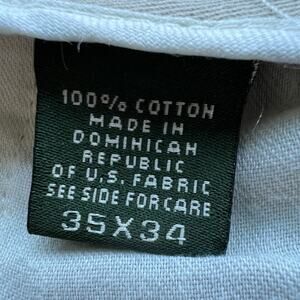 100% COTTON
MADE IN
DOMINICAN
REPUBLIC
OF U.S. FABRIC
SEE SIDE FOR CARE
35X34